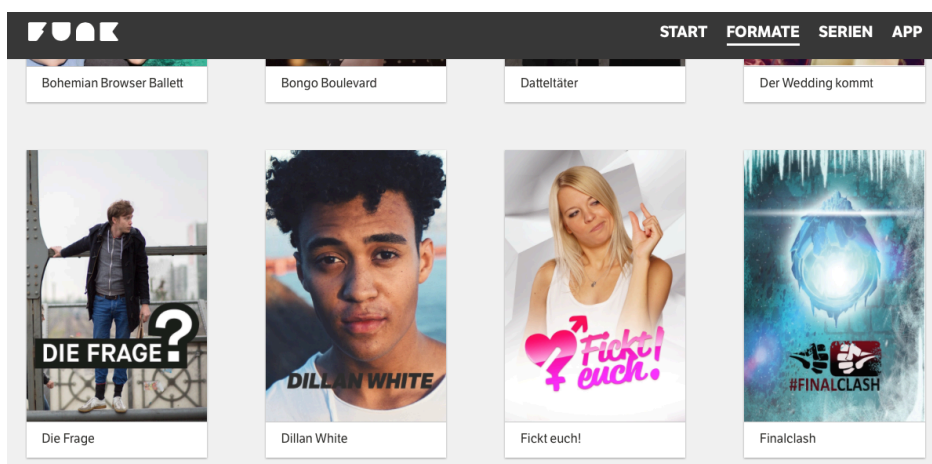 FUNK
START FORMATE SERIEN APP
Bohemian Browser Ballett
Bongo Boulevard
Datteltäter
Der Wedding kommt
DIE FRAGE?
DILLAN WHITE
Fickt
euch!
#FINALCLASH
Die Frage
Dillan White
Fickt euch!
Finalclash